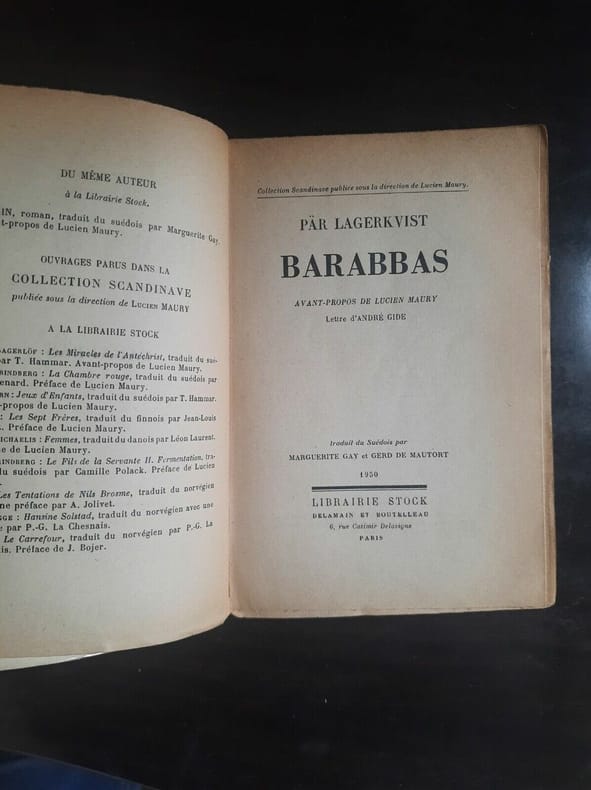 DU MÊME AUTEUR
à la Librairie Stock.
IN, roman, traduit du suédois par Marguerite Gay.
t-propos de Lucien Maury.
OUVRAGES PARUS DANS LA
COLLECTION SCANDINAVE
publiée sous la direction de LUCIEN MAURY
A LA LIBRAIRIE STOCK
AGERLÖF : Les Miracles de l'Antéchrist, traduit du sué-
par T. Hammar. Avant-propos de Lucien Maury.
RINDBERG : La Chambre rouge, traduit du suédois par
enard. Préface de Lucien Maury.
RN : Jeux d'Enfants, traduit du suédois par T. Hammar.
-propos de Lucien Maury.
: Les Sept Frères, traduit du finnois par Jean-Louis
. Préface de Lucien Maury.
ICHAELIS : Femmes, traduit du danois par Léon Laurent.
e de Lucien Maury.
RINDBERG : Le Fils de la Servante II. Fermentation, tra-
du suédois par Camille Polack. Préface de Lucien
.
Les Tentations de Nils Brosme, traduit du norvégien
ne préface par A. Jolivet.
GE : Hansine Solstad, traduit du norvégien avec une
e par P.-G. La Chesnais.
Le Carrefour, traduit du norvégien par P.-G. La
is. Préface de J. Bojer.
Collection Scandinave publiée sous la direction de Lucien Maury.
PÄR LAGERKVIST
BARABBAS
AVANT-PROPOS DE LUCIEN MAURY
Lettre d'ANDRÉ GIDE
traduit du Suédois par
MARGUERITE GAY et GERD DE MAUTORT
1950
LIBRAIRIE STOCK
DELAMAIN ET BOUTELLEAU
6, rue Casimir Delavigne
PARIS